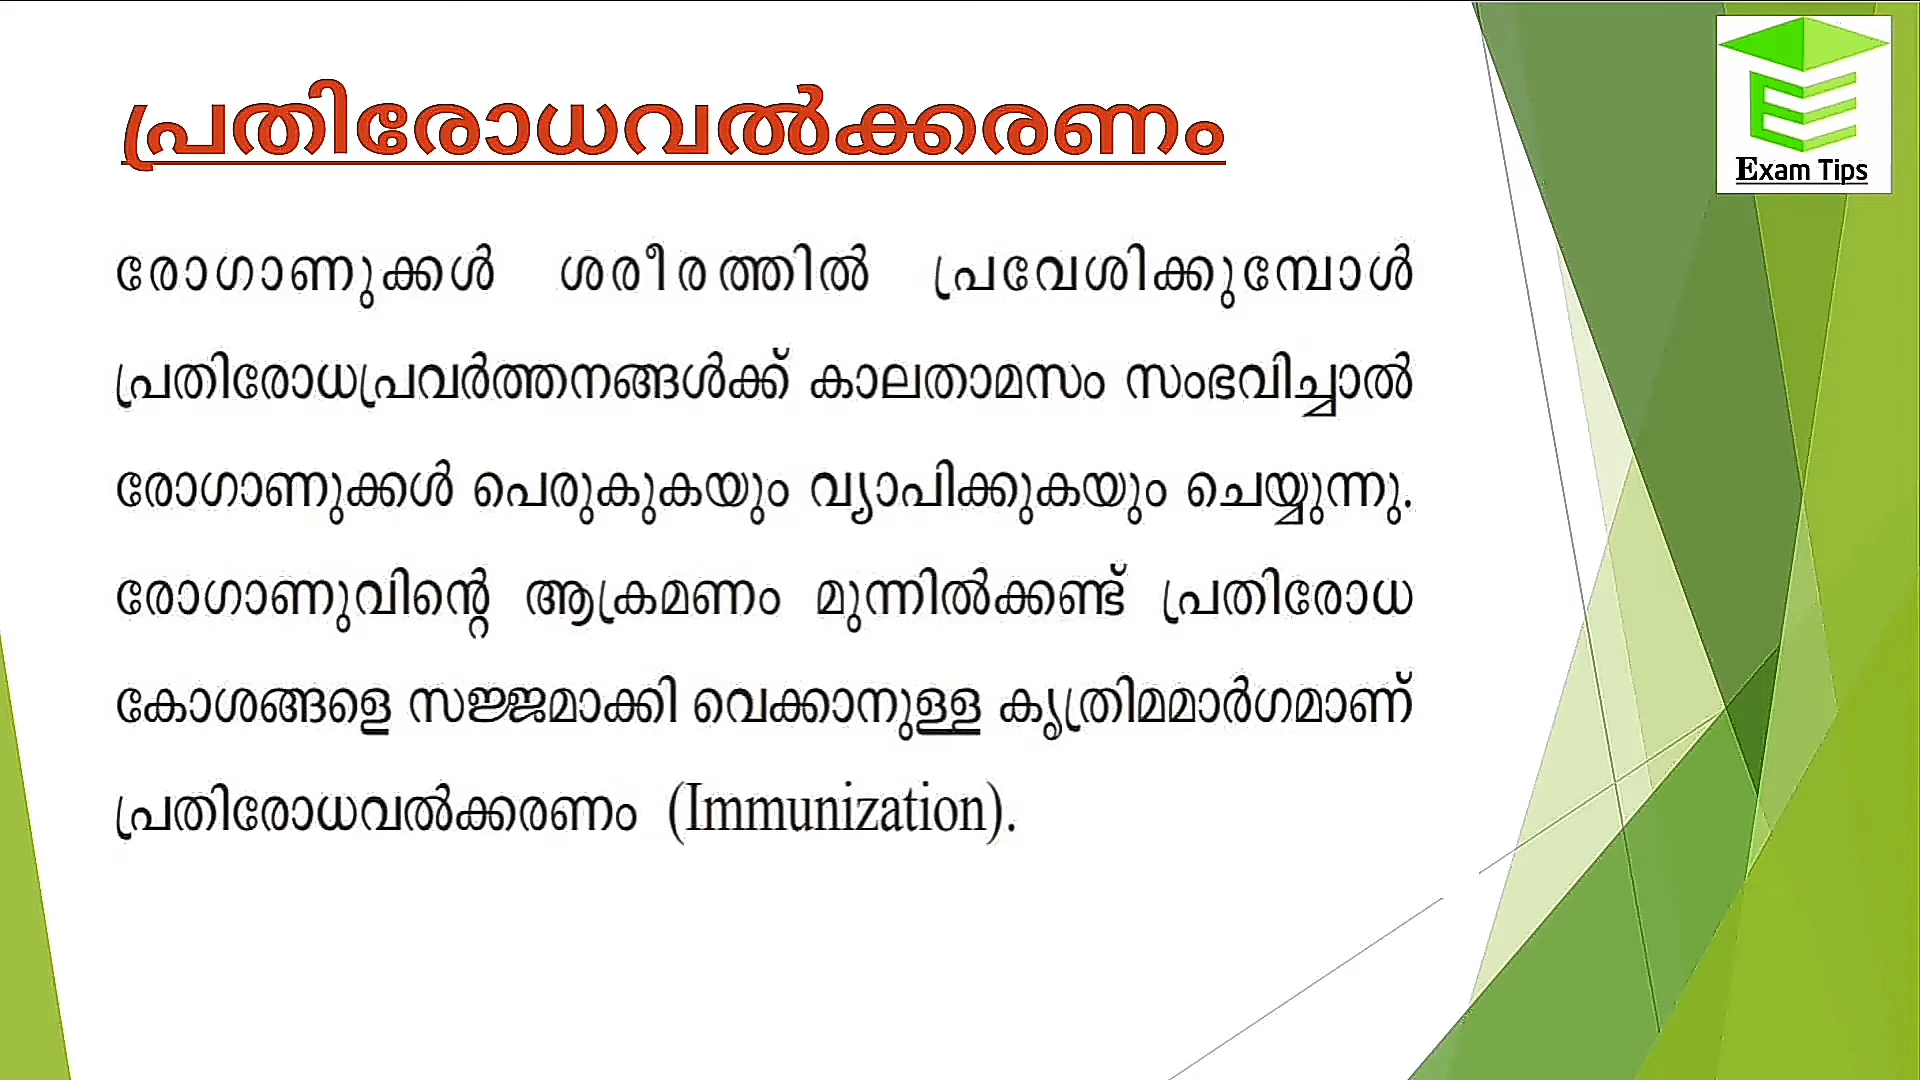 പ്രതിരോധവൽക്കരണം
Exam Tips
രോഗാണുക്കൾ ശരീരത്തിൽ പ്രവേശിക്കുമ്പോൾ
പ്രതിരോധപ്രവർത്തനങ്ങൾക്ക് കാലതാമസം സംഭവിച്ചാൽ
രോഗാണുക്കൾ പെരുകുകയും വ്യാപിക്കുകയും ചെയ്യുന്നു.
രോഗാണുവിന്റെ ആക്രമണം മുന്നിൽക്കണ്ട് പ്രതിരോധ
കോശങ്ങളെ സജ്ജമാക്കി വെക്കാനുള്ള കൃത്രിമമാർഗമാണ്
പ്രതിരോധവൽക്കരണം (Immunization).